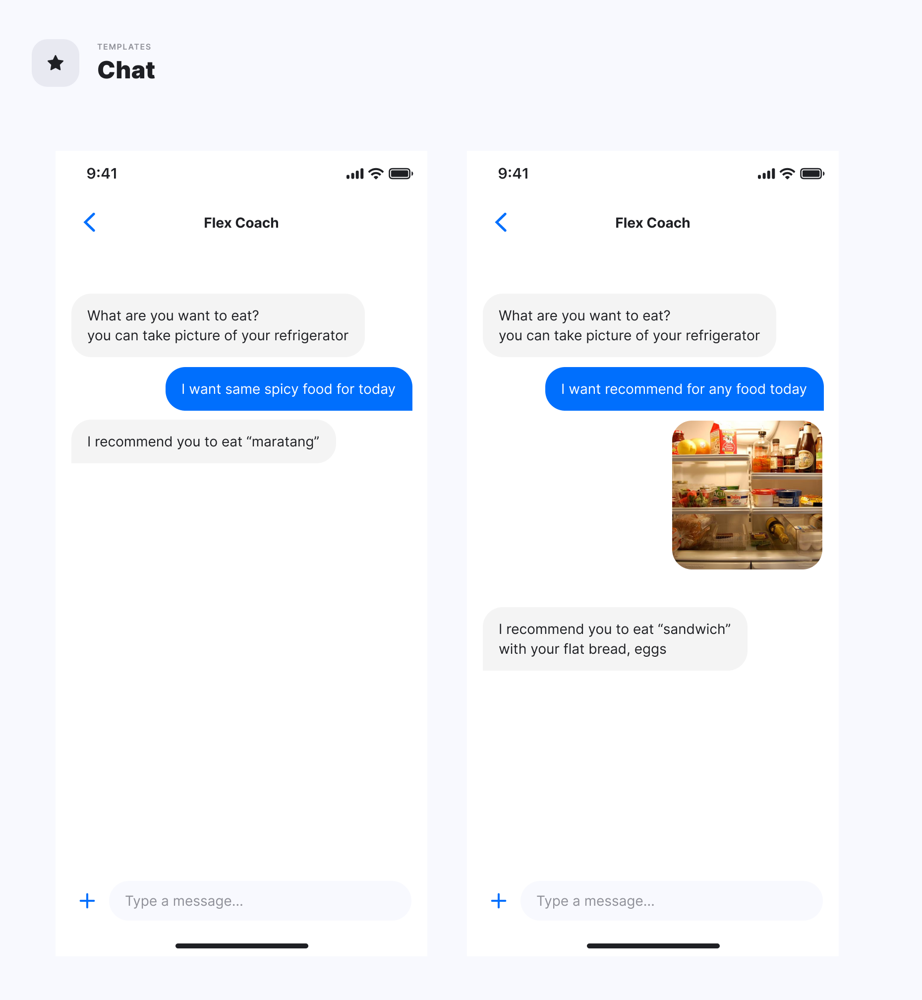 TEMPLATES
Chat
9:41
Flex Coach
What are you want to eat?
you can take picture of your refrigerator
I want same spicy food for today
I recommend you to eat “maratang”
Type a message...
9:41
Flex Coach
What are you want to eat?
you can take picture of your refrigerator
I want recommend for any food today
Daisy
I recommend you to eat “sandwich”
with your flat bread, eggs
Type a message...